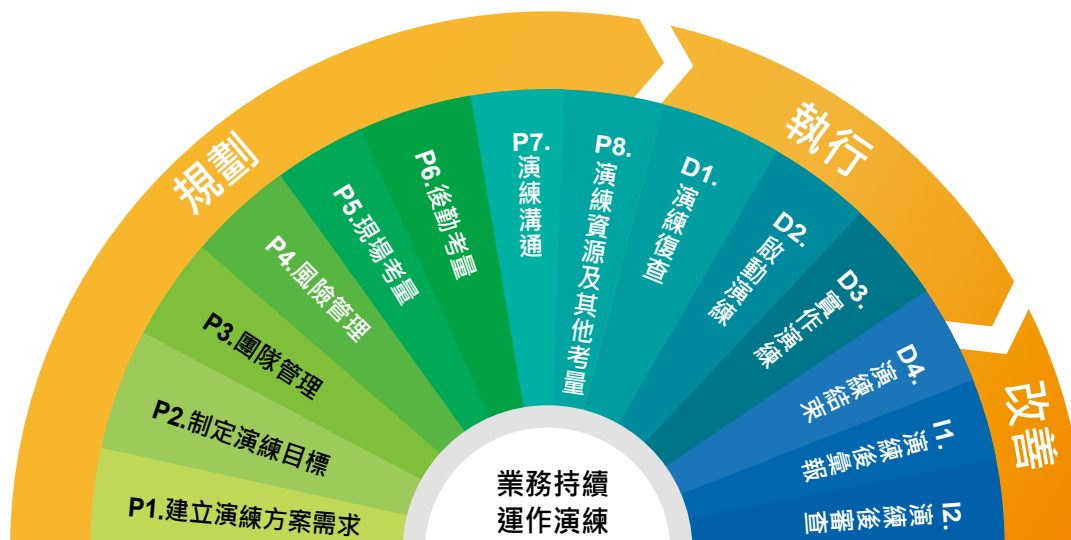 規劃
執行
改善
P1.建立演練方案需求
P2.制定演練目標
P3.團隊管理
P4.風險管理
P5.現場考量
P6.後勤考量
P7.演練溝通
P8.演練資源及其他考量
D1.演練復查
D2.啟動演練
D3.實作演練
D4.演練結束
I1.演練後彙報
I2.演練後審查
業務持續
運作演練